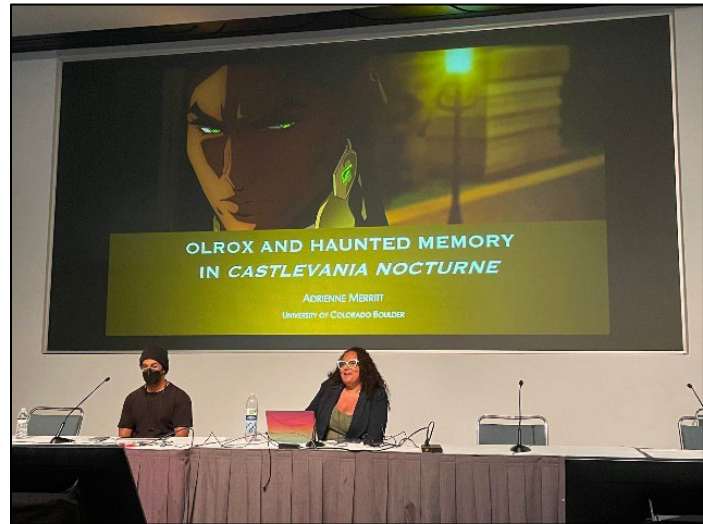 OLROX AND HAUNTED MEMORY
IN CASTLEVANIA NOCTURNE
ADRIENNE MERRITT
UNIVERSITY OF COLORADO BOULDER